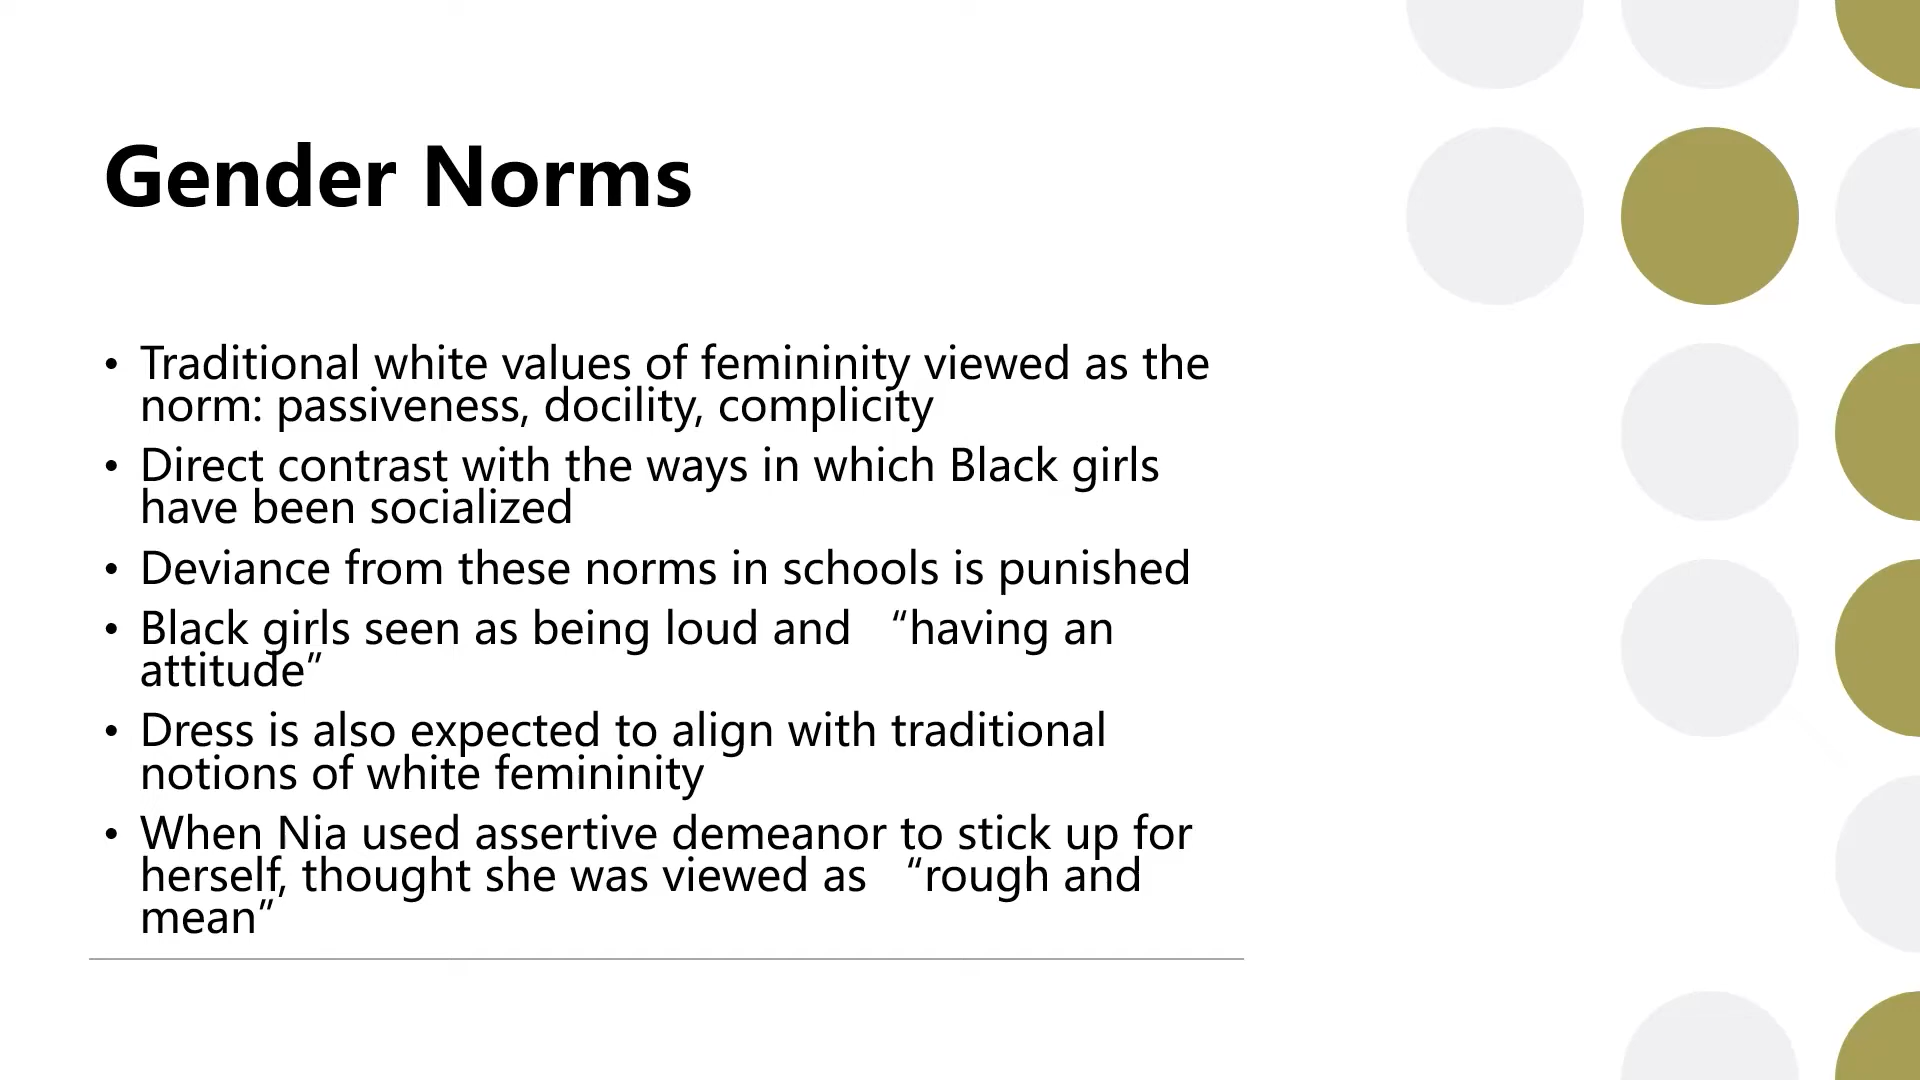 Gender Norms
• Traditional white values of femininity viewed as the
norm: passiveness, docility, complicity
• Direct contrast with the ways in which Black girls
have been socialized
• Deviance from these norms in schools is punished
• Black girls seen as being loud and “having an
attitude”
• Dress is also expected to align with traditional
notions of white femininity
• When Nia used assertive demeanor to stick up for
herself, thought she was viewed as “rough and
mean”